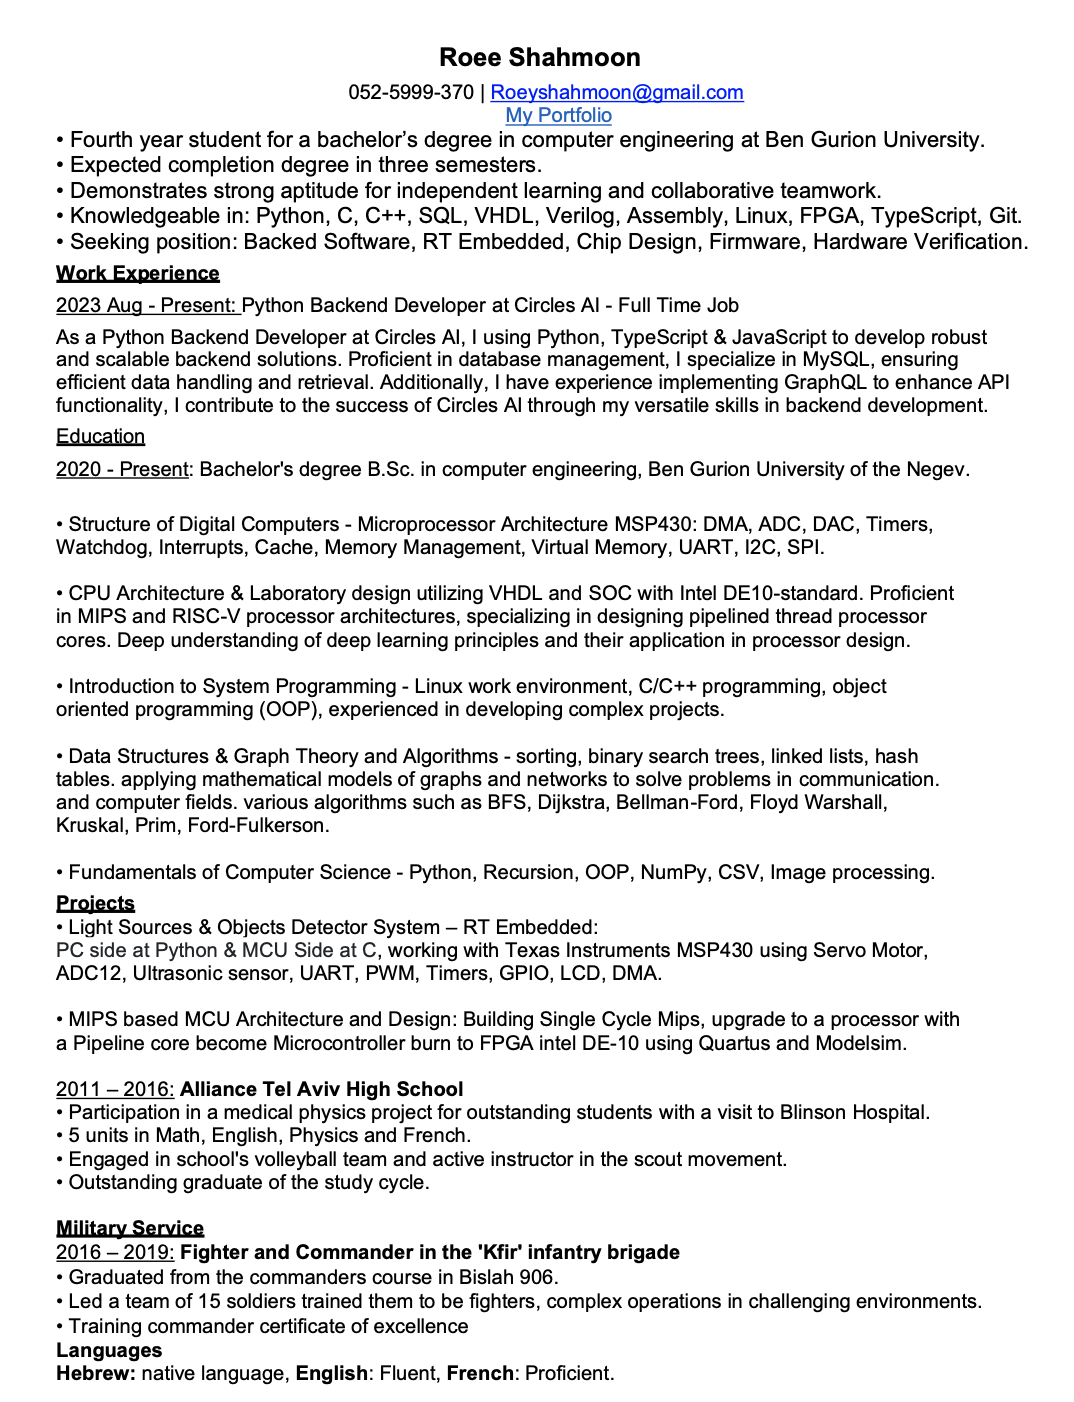 Roee Shahmoon
052-5999-370 | Roeyshahmoon@gmail.com
My Portfolio
• Fourth year student for a bachelor’s degree in computer engineering at Ben Gurion University.
• Expected completion degree in three semesters.
• Demonstrates strong aptitude for independent learning and collaborative teamwork.
• Knowledgeable in: Python, C, C++, SQL, VHDL, Verilog, Assembly, Linux, FPGA, TypeScript, Git.
• Seeking position: Backed Software, RT Embedded, Chip Design, Firmware, Hardware Verification.
Work Experience
2023 Aug - Present: Python Backend Developer at Circles AI - Full Time Job
As a Python Backend Developer at Circles AI, I using Python, TypeScript & JavaScript to develop robust
and scalable backend solutions. Proficient in database management, I specialize in MySQL, ensuring
efficient data handling and retrieval. Additionally, I have experience implementing GraphQL to enhance API
functionality, I contribute to the success of Circles AI through my versatile skills in backend development.
Education
2020 - Present: Bachelor's degree B.Sc. in computer engineering, Ben Gurion University of the Negev.
• Structure of Digital Computers - Microprocessor Architecture MSP430: DMA, ADC, DAC, Timers,
Watchdog, Interrupts, Cache, Memory Management, Virtual Memory, UART, I2C, SPI.
• CPU Architecture & Laboratory design utilizing VHDL and SOC with Intel DE10-standard. Proficient
in MIPS and RISC-V processor architectures, specializing in designing pipelined thread processor
cores. Deep understanding of deep learning principles and their application in processor design.
• Introduction to System Programming - Linux work environment, C/C++ programming, object
oriented programming (OOP), experienced in developing complex projects.
• Data Structures & Graph Theory and Algorithms - sorting, binary search trees, linked lists, hash
tables. applying mathematical models of graphs and networks to solve problems in communication.
and computer fields. various algorithms such as BFS, Dijkstra, Bellman-Ford, Floyd Warshall,
Kruskal, Prim, Ford-Fulkerson.
• Fundamentals of Computer Science - Python, Recursion, OOP, NumPy, CSV, Image processing.
Projects
• Light Sources & Objects Detector System – RT Embedded:
PC side at Python & MCU Side at C, working with Texas Instruments MSP430 using Servo Motor,
ADC12, Ultrasonic sensor, UART, PWM, Timers, GPIO, LCD, DMA.
• MIPS based MCU Architecture and Design: Building Single Cycle Mips, upgrade to a processor with
a Pipeline core become Microcontroller burn to FPGA intel DE-10 using Quartus and Modelsim.
2011 – 2016: Alliance Tel Aviv High School
• Participation in a medical physics project for outstanding students with a visit to Blinson Hospital.
• 5 units in Math, English, Physics and French.
• Engaged in school's volleyball team and active instructor in the scout movement.
• Outstanding graduate of the study cycle.
Military Service
2016 – 2019: Fighter and Commander in the 'Kfir' infantry brigade
• Graduated from the commanders course in Bislah 906.
• Led a team of 15 soldiers trained them to be fighters, complex operations in challenging environments.
• Training commander certificate of excellence
Languages
Hebrew: native language, English: Fluent, French: Proficient.